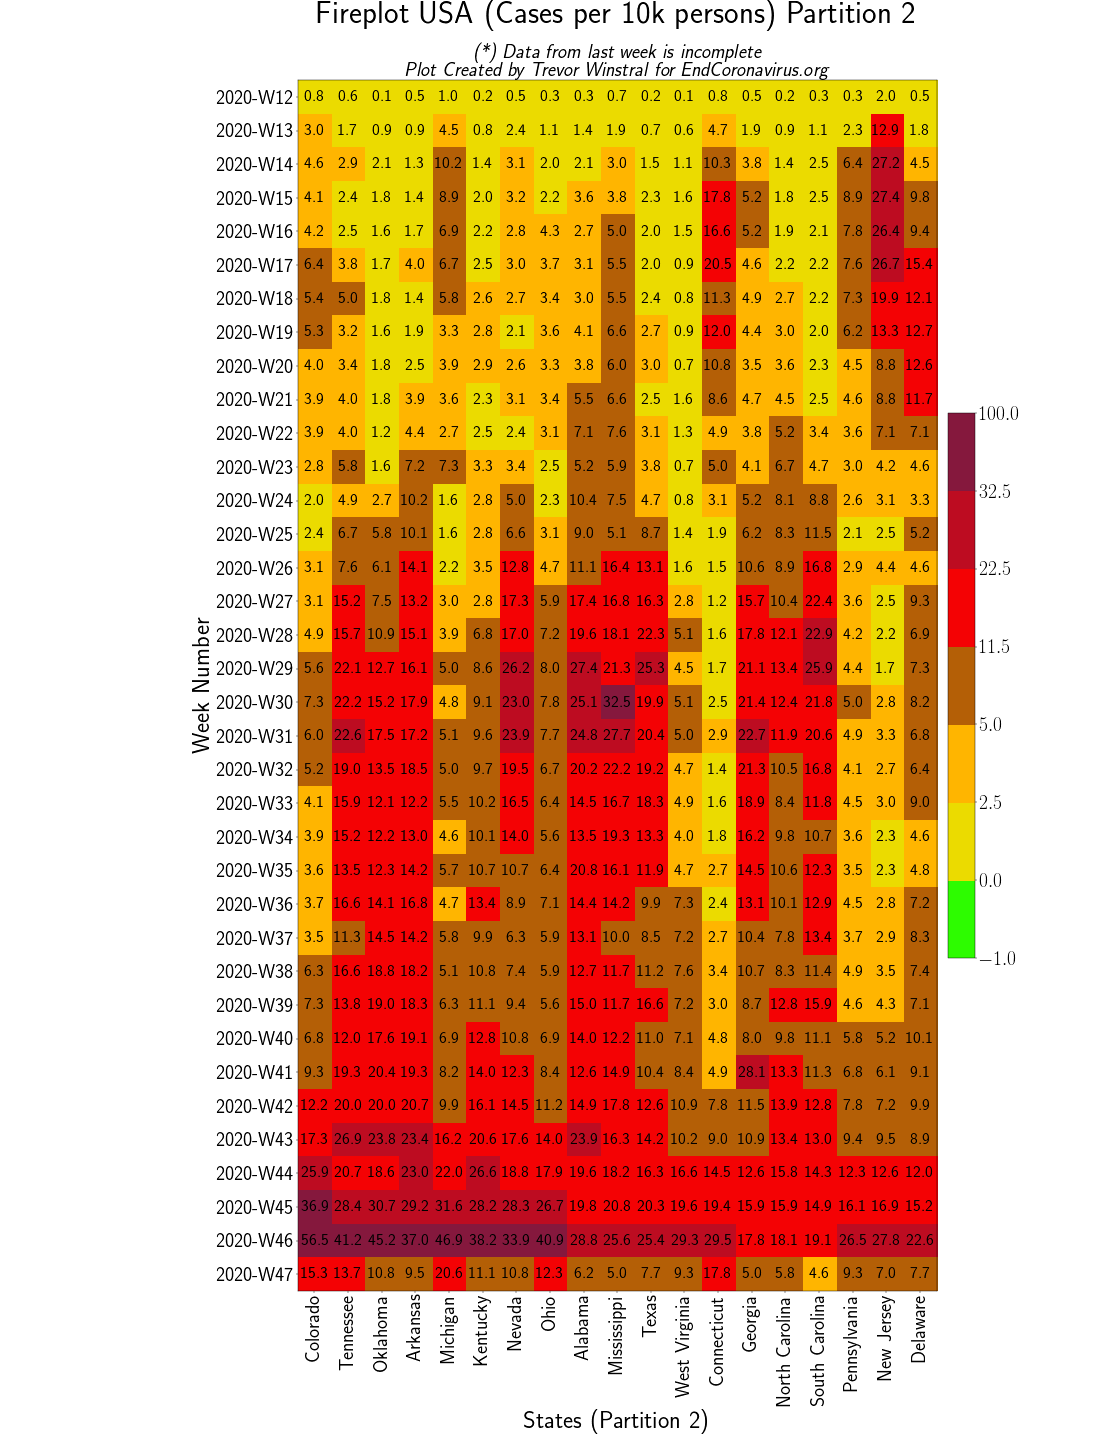 Fireplot USA (Cases per 10k persons) Partition 2
(*) Data from last week is incomplete
Plot Created by Trevor Winstral for EndCoronavirus.org
2020-W12 0.8 0.6 0.1 0.5 1.0 0.2 0.5 0.3 0.3 0.7 0.2 0.1 0.8 0.5 0.2 0.3 0.3 2.0 0.5
2020-W13 3.0 1.7 0.9 0.9 4.5 0.8 2.4 1.1 1.4 1.9 0.7 0.6 4.7 1.9 0.9 1.1 2.3 12.9 1.8
2020-W14 4.6 2.9 2.1 1.3 10.2 1.4 3.1 2.0 2.1 3.0 1.5 1.1 10.3 3.8 1.4 2.5 6.4 27.2 4.5
2020-W15 4.1 2.4 1.8 1.4 8.9 2.0 3.2 2.2 3.6 3.8 2.3 1.6 17.8 5.2 1.8 2.5 8.9 27.4 9.8
2020-W16 4.2 2.5 1.6 1.7 6.9 2.2 2.8 4.3 2.7 5.0 2.0 1.5 16.6 5.2 1.9 2.1 7.8 26.4 9.4
2020-W17 6.4 3.8 1.7 4.0 6.7 2.5 3.0 3.7 3.1 5.5 2.0 0.9 20.5 4.6 2.2 2.2 7.6 26.7 15.4
2020-W18 5.4 5.0 1.8 1.4 5.8 2.6 2.7 3.4 3.0 5.5 2.4 0.8 11.3 4.9 2.7 2.2 7.3 19.9 12.1
2020-W19 5.3 3.2 1.6 1.9 3.3 2.8 2.1 3.6 4.1 6.6 2.7 0.9 12.0 4.4 3.0 2.0 6.2 13.3 12.7
2020-W20 4.0 3.4 1.8 2.5 3.9 2.9 2.6 3.3 3.8 6.0 3.0 0.7 10.8 3.5 3.6 2.3 4.5 8.8 12.6
2020-W21 3.9 4.0 1.8 3.9 3.6 2.3 3.1 3.4 5.5 6.6 2.5 1.6 8.6 4.7 4.5 2.5 4.6 8.8 11.7
2020-W22 3.9 4.0 1.2 4.4 2.7 2.5 2.4 3.1 7.1 7.6 3.1 1.3 4.9 3.8 5.2 3.4 3.6 7.1 7.1
2020-W23 2.8 5.8 1.6 7.2 7.3 3.3 3.4 2.5 5.2 5.9 3.8 0.7 5.0 4.1 6.7 4.7 3.0 4.2 4.6
2020-W24 2.0 4.9 2.7 10.2 1.6 2.8 5.0 2.3 10.4 7.5 4.7 0.8 3.1 5.2 8.1 8.8 2.6 3.1 3.3
2020-W25 2.4 6.7 5.8 10.1 1.6 2.8 6.6 3.1 9.0 5.1 8.7 1.4 1.9 6.2 8.3 11.5 2.1 2.5 5.2
2020-W26 3.1 7.6 6.1 14.1 2.2 3.5 12.8 4.7 11.1 16.4 13.1 1.6 1.5 10.6 8.9 16.8 2.9 4.4 4.6
2020-W27 3.1 15.2 7.5 13.2 3.0 2.8 17.3 5.9 17.4 16.8 16.3 2.8 1.2 15.7 10.4 22.4 3.6 2.5 9.3
2020-W28 4.9 15.7 10.9 15.1 3.9 6.8 17.0 7.2 19.6 18.1 22.3 5.1 1.6 17.8 12.1 22.9 4.2 2.2 6.9
2020-W29 5.6 22.1 12.7 16.1 5.0 8.6 26.2 8.0 27.4 21.3 25.3 4.5 1.7 21.1 13.4 25.9 4.4 1.7 7.3
2020-W30 7.3 22.2 15.2 17.9 4.8 9.1 23.0 7.8 25.1 32.5 19.9 5.1 2.5 21.4 12.4 21.8 5.0 2.8 8.2
2020-W31 6.0 22.6 17.5 17.2 5.1 9.6 23.9 7.7 24.8 27.7 20.4 5.0 2.9 22.7 11.9 20.6 4.9 3.3 6.8
2020-W32 5.2 19.0 13.5 18.5 5.0 9.7 19.5 6.7 20.2 22.2 19.2 4.7 1.4 21.3 10.5 16.8 4.1 2.7 6.4
2020-W33 4.1 15.9 12.1 12.2 5.5 10.2 16.5 6.4 14.5 16.7 18.3 4.9 1.6 18.9 8.4 11.8 4.5 3.0 9.0
2020-W34 3.9 15.2 12.2 13.0 4.6 10.1 14.0 5.6 13.5 19.3 13.3 4.0 1.8 16.2 9.8 10.7 3.6 2.3 4.6
2020-W35 3.6 13.5 12.3 14.2 5.7 10.7 10.7 6.4 20.8 16.1 11.9 4.7 2.7 14.5 10.6 12.3 3.5 2.3 4.8
2020-W36 3.7 16.6 14.1 16.8 4.7 13.4 8.9 7.1 14.4 14.2 9.9 7.3 2.4 13.1 10.1 12.9 4.5 2.8 7.2
2020-W37 3.5 11.3 14.5 14.2 5.8 9.9 6.3 5.9 13.1 10.0 8.5 7.2 2.7 10.4 7.8 13.4 3.7 2.9 8.3
2020-W38 6.3 16.6 18.8 18.2 5.1 10.8 7.4 5.9 12.7 11.7 11.2 7.6 3.4 10.7 8.3 11.4 4.9 3.5 7.4
2020-W39 7.3 13.8 19.0 18.3 6.3 11.1 9.4 5.6 15.0 11.7 16.6 7.2 3.0 8.7 12.8 15.9 4.6 4.3 7.1
2020-W40 6.8 12.0 17.6 19.1 6.9 12.8 10.8 6.9 14.0 12.2 11.0 7.1 4.8 8.0 9.8 11.1 5.8 5.2 10.1
2020-W41 9.3 19.3 20.4 19.3 8.2 14.0 12.3 8.4 12.6 14.9 10.4 8.4 4.9 28.1 13.3 11.3 6.8 6.1 9.1
2020-W42 12.2 20.0 20.0 20.7 9.9 16.1 14.5 11.2 14.9 17.8 12.6 10.9 7.8 11.5 13.9 12.8 7.8 7.2 9.9
2020-W43 17.3 26.9 23.8 23.4 16.2 20.6 17.6 14.0 23.9 16.3 14.2 10.2 9.0 10.9 13.4 13.0 9.4 9.5 8.9
2020-W44 25.9 20.7 18.6 23.0 22.0 26.6 18.8 17.9 19.6 18.2 16.3 16.6 14.5 12.6 15.8 14.3 12.3 12.6 12.0
2020-W45 36.9 28.4 30.7 29.2 31.6 28.2 28.3 26.7 19.8 20.8 20.3 19.6 19.4 15.9 15.9 14.9 16.1 16.9 15.2
2020-W46 56.5 41.2 45.2 37.0 46.9 38.2 33.9 40.9 28.8 25.6 25.4 29.3 29.5 17.8 18.1 19.1 26.5 27.8 22.6
2020-W47 15.3 13.7 10.8 9.5 20.6 11.1 10.8 12.3 6.2 5.0 7.7 9.3 17.8 5.0 5.8 4.6 9.3 7.0 7.7
Week Number
Colorado
Tennessee
Oklahoma
Arkansas
Michigan
Kentucky
Nevada
Ohio
Alabama
Mississippi
Texas
West Virginia
Connecticut
Georgia
North Carolina
South Carolina
Pennsylvania
New Jersey
Delaware
States (Partition 2)
100.0
32.5
22.5
11.5
5.0
2.5
0.0
−1.0